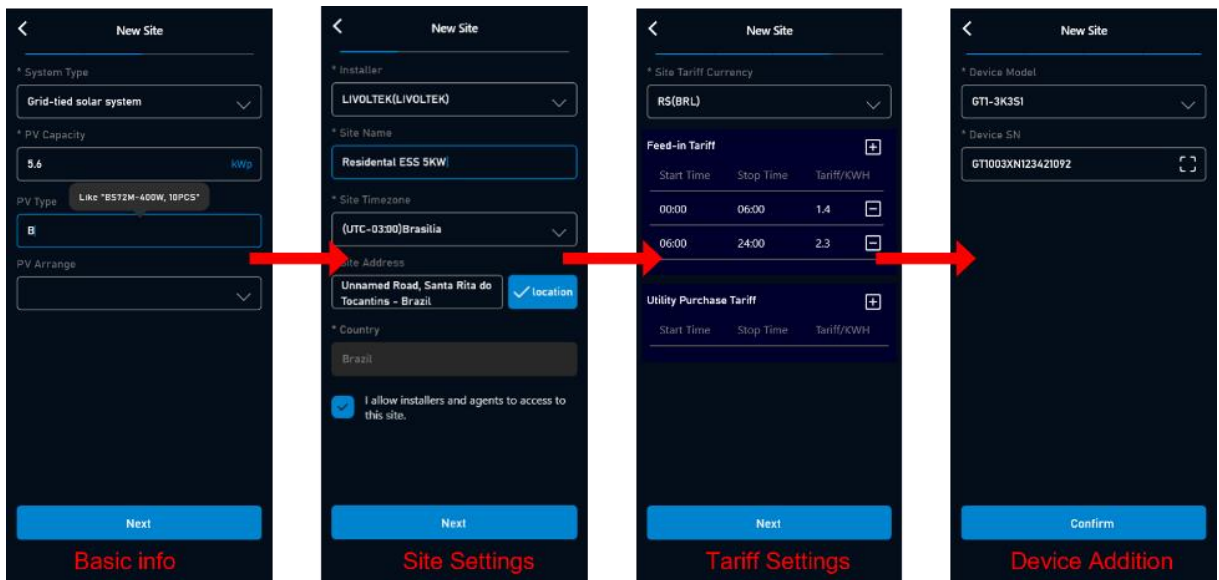 New Site
* System Type
Grid-tied solar system
* PV Capacity
5.6 kWp
Like "BS72M-400W, 10PCS"
PV Type
B
PV Arrange
Next
Basic info
New Site
* Installer
LIVOLTEK(LIVOLTEK)
* Site Name
Residental ESS 5KW
* Site Timezone
(UTC-03:00)Brasilia
Site Address
Unnamed Road, Santa Rita do
Tocantins - Brazil
location
* Country
Brazil
I allow installers and agents to access to
this site.
Next
Site Settings
New Site
* Site Tariff Currency
RS(BRL)
Feed-in Tariff
Start Time Stop Time Tariff/KWH
00:00 06:00 1.4
06:00 24:00 2.3
Utility Purchase Tariff
Start Time Stop Time Tariff/KWH
Next
Tariff Settings
New Site
* Device Model
GT1-3K3S1
* Device SN
GT1003XN123421092
Confirm
Device Addition